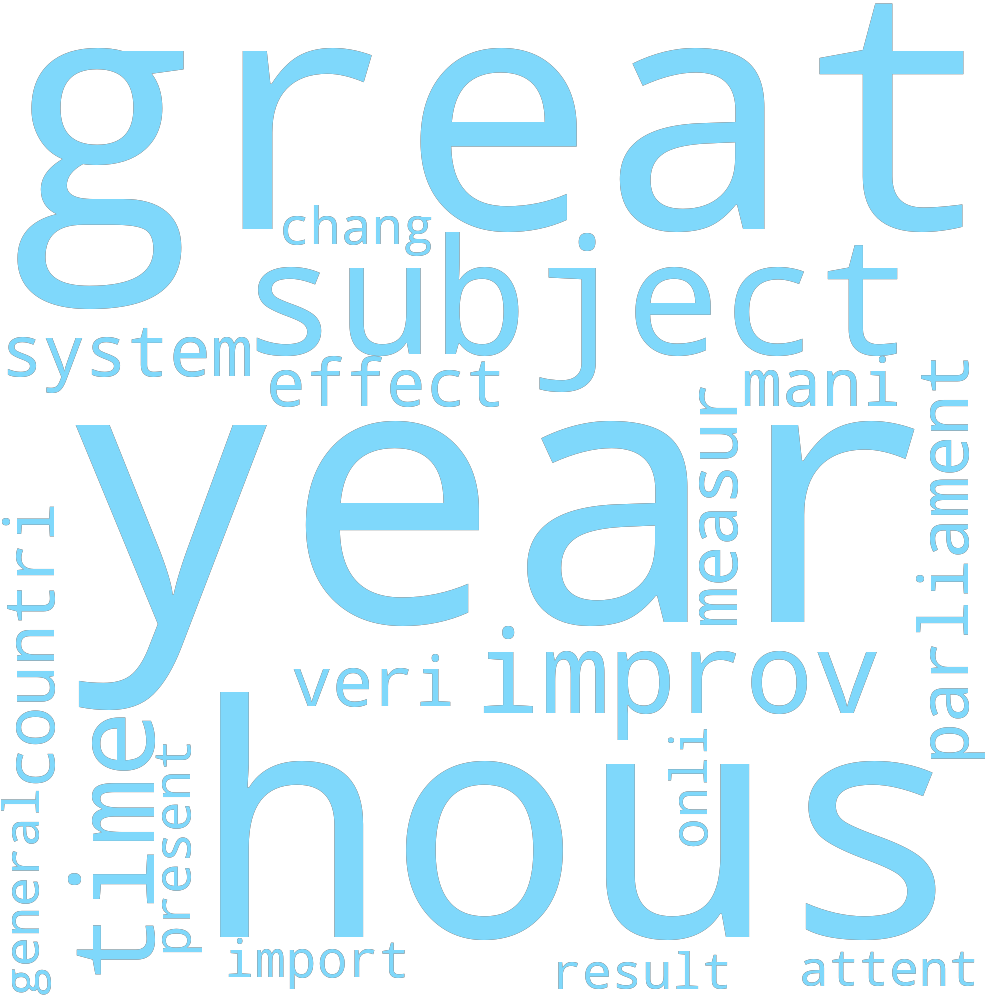 great
chang
subject
system
effect
mani
year
measur
parliament
countri
veri
improv
time
hous
onli
present
general
import
result
attent